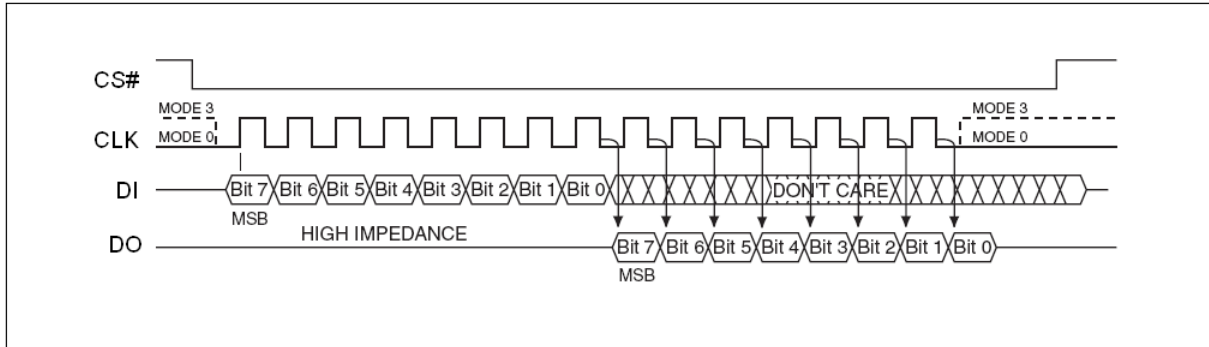 CS#
MODE 3
MODE 3
CLK
MODE 0
MODE 0
DI
Bit 7 Bit 6 Bit 5 Bit 4 Bit 3 Bit 2 Bit 1 Bit 0 DON'T CARE
MSB
DO
HIGH IMPEDANCE
Bit 7 Bit 6 Bit 5 Bit 4 Bit 3 Bit 2 Bit 1 Bit 0
MSB